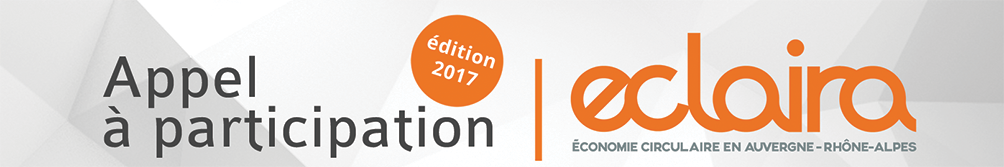 Appel
à participation
édition
2017
eclaira
ÉCONOMIE CIRCULAIRE EN AUVERGNE – RHÔNE-ALPES